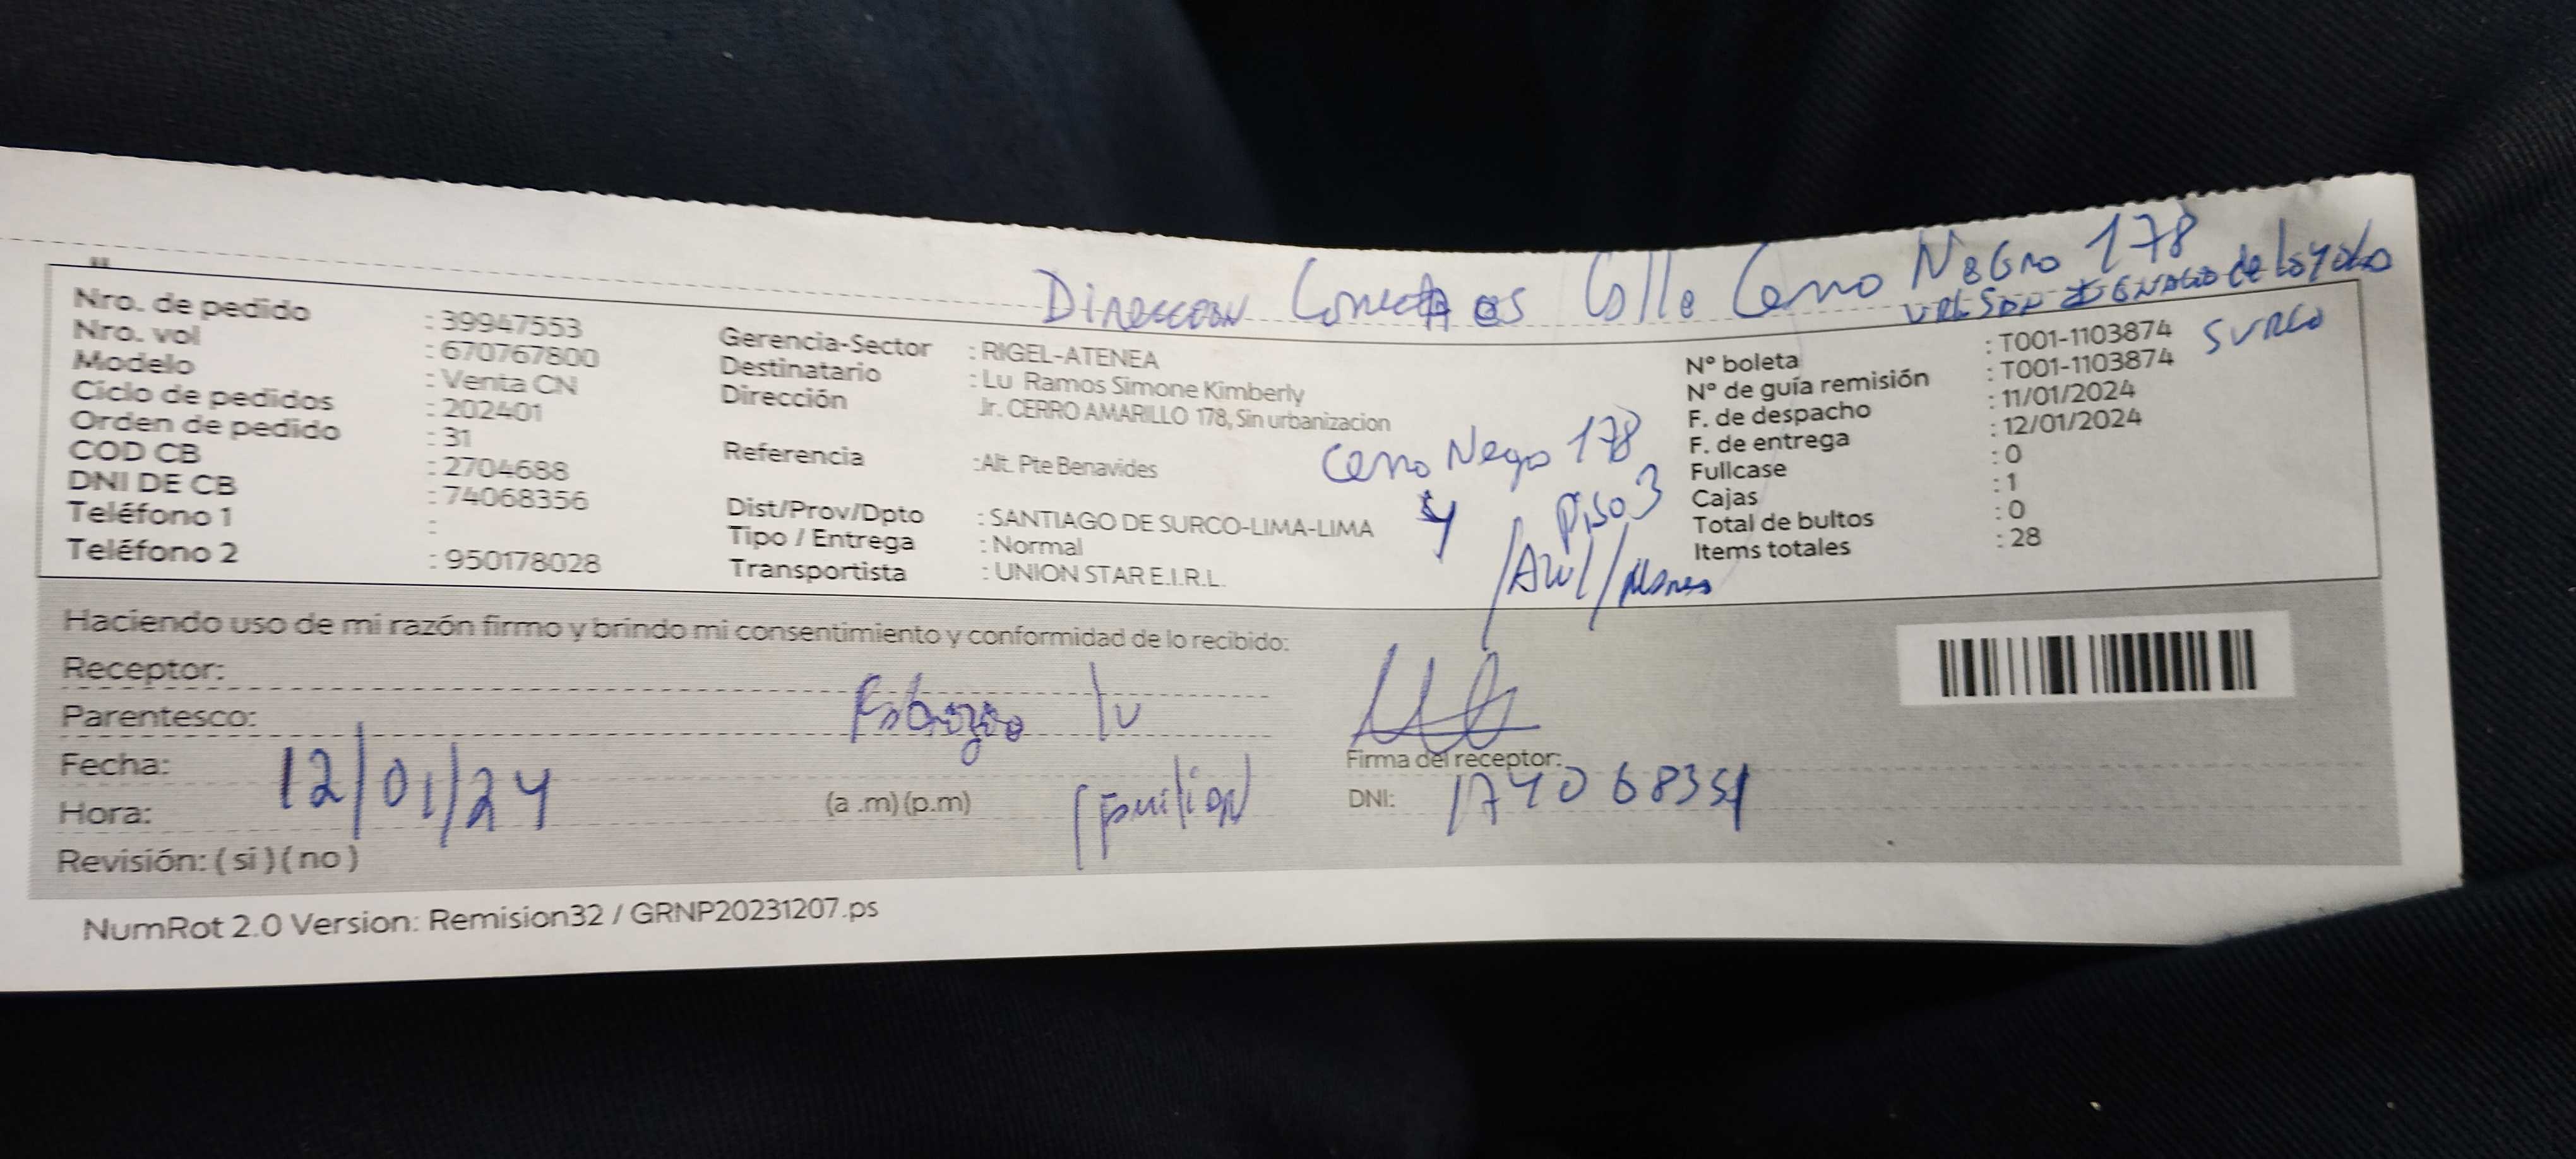 Direccion Correcta es Calle Cerro Negro 178
URB San Ignacio de Loyola
SURCO
Nro. de pedido : 39947553
Nro. vol : 670767800
Modelo : Venta CN
Ciclo de pedidos : 202401
Orden de pedido : 31
COD CB : 2704688
DNI DE CB : 74068356
Teléfono 1 :
Teléfono 2 : 950178028
Gerencia-Sector : RIGEL-ATENEA
Destinatario : Lu Ramos Simone Kimberly
Dirección Jr. CERRO AMARILLO 178, Sin urbanizacion
Referencia :Alt. Pte Benavides
Dist/Prov/Dpto : SANTIAGO DE SURCO-LIMA-LIMA
Tipo / Entrega : Normal
Transportista : UNION STAR E.I.R.L.
Cerro Negro 178
Piso 3
N° boleta : T001-1103874
N° de guía remisión : T001-1103874
F. de despacho : 11/01/2024
F. de entrega : 12/01/2024
Fullcase : 0
Cajas : 1
Total de bultos : 0
Items totales : 28
Haciendo uso de mi razón firmo y brindo mi consentimiento y conformidad de lo recibido:
Receptor:
Parentesco: Lu
Fecha: 12/01/24
Hora: (a .m) (p.m)
Revisión: ( si ) ( no )
Firma del receptor:
DNI:
NumRot 2.0 Version: Remision32 / GRNP20231207.ps